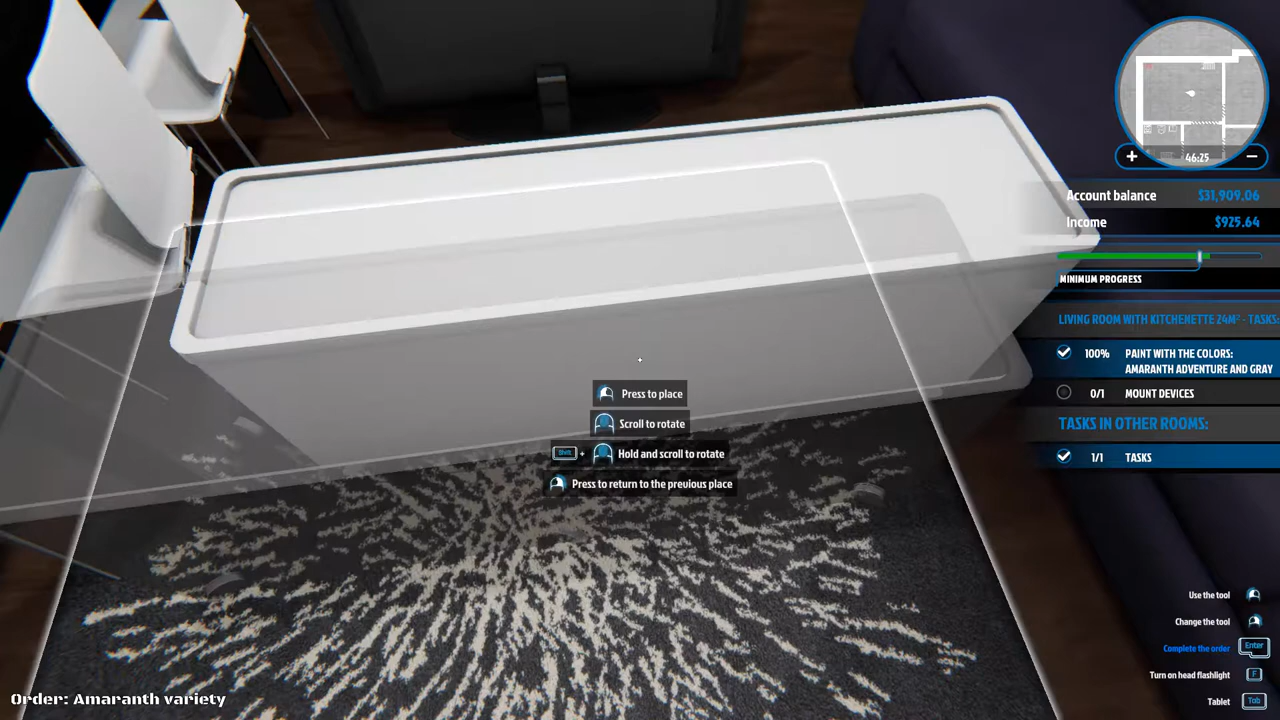 46:25
Account balance $31,909.06
Income $925.64
MINIMUM PROGRESS
LIVING ROOM WITH KITCHENETTE 24M² - TASKS:
100% PAINT WITH THE COLORS:
AMARANTH ADVENTURE AND GRAY
0/1 MOUNT DEVICES
TASKS IN OTHER ROOMS:
1/1 TASKS
Press to place
Scroll to rotate
Shift + Hold and scroll to rotate
Press to return to the previous place
Use the tool
Change the tool
Complete the order Enter
Turn on head flashlight F
Tablet Tab
Order: Amaranth variety